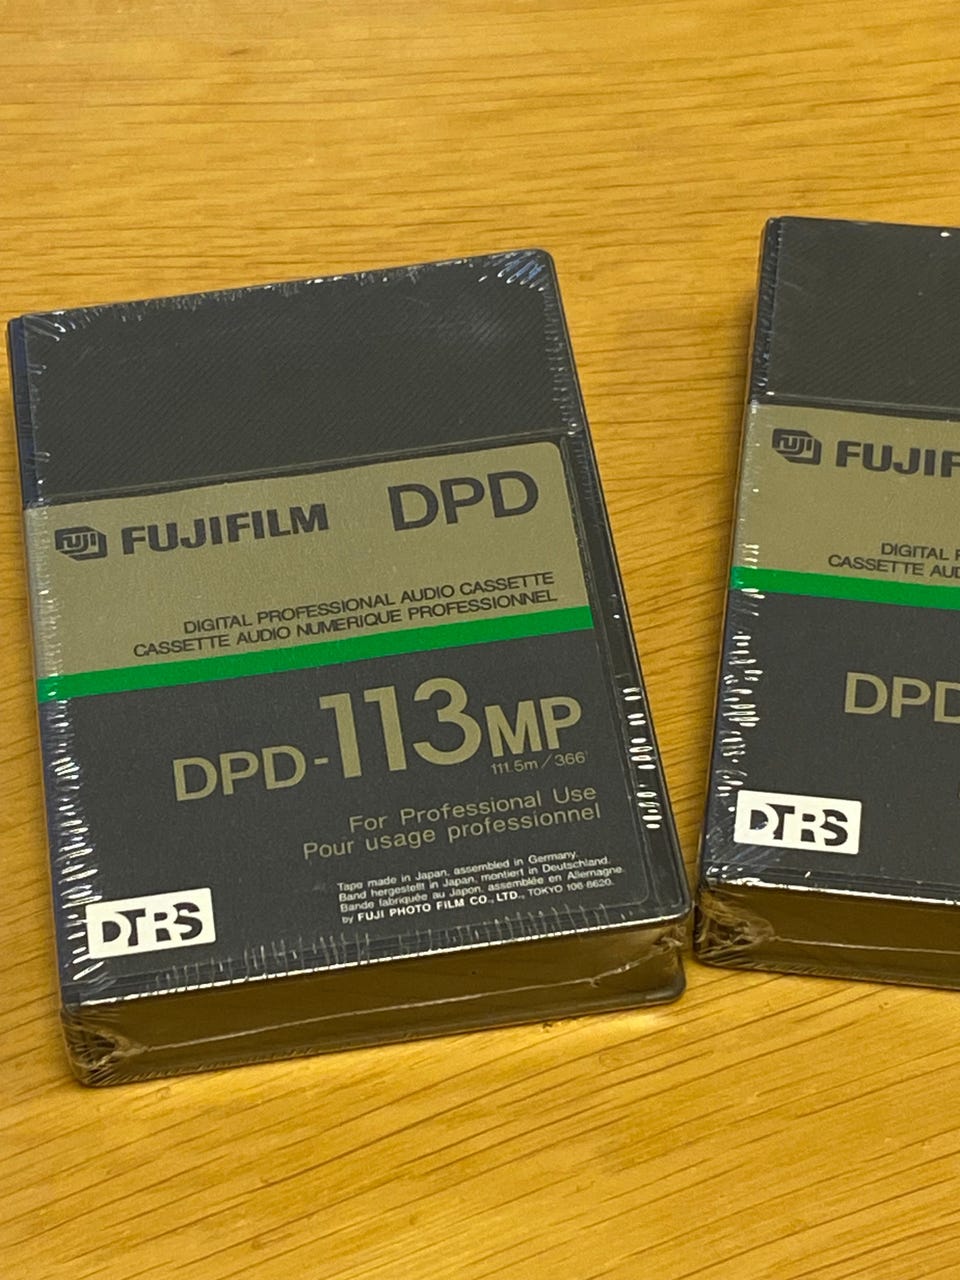 FUJI FUJIFILM DPD
DIGITAL PROFESSIONAL AUDIO CASSETTE
CASSETTE AUDIO NUMERIQUE PROFESSIONNEL
DPD-113MP
111.5m/366'
For Professional Use
Pour usage professionnel
Tape made in Japan, assembled in Germany.
Band hergestellt in Japan, montiert in Deutschland.
Bande fabriquée au Japon, assemblée en Allemagne.
by FUJI PHOTO FILM CO., LTD., TOKYO 106-8620.
DTRS
FUJI FUJIF
DIGITAL P
CASSETTE AUD
DPD
DTRS